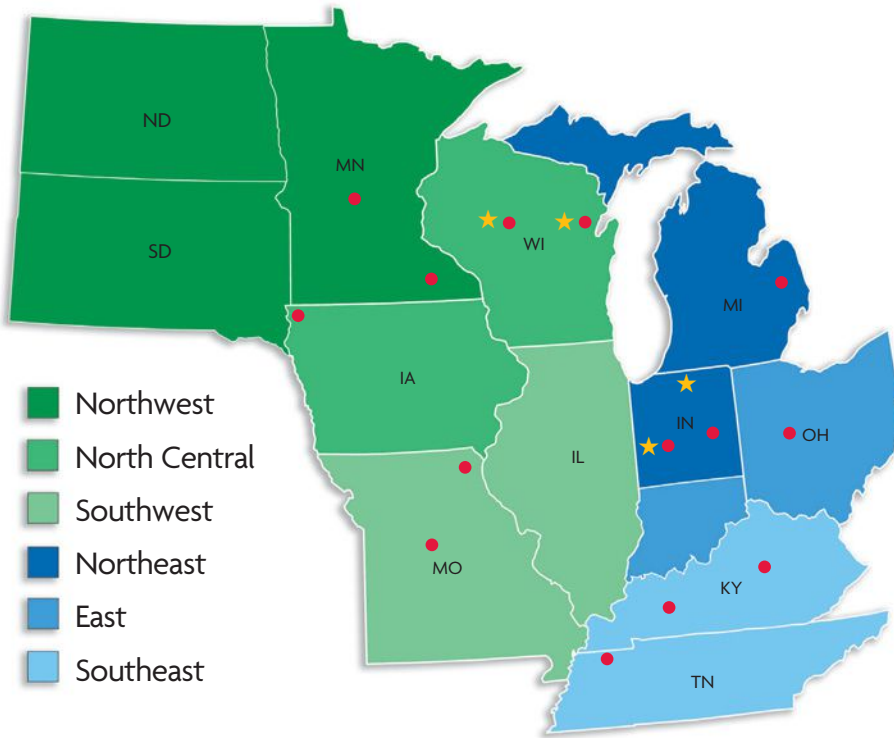 ND
MN
SD
WI
MI
IA
IN
OH
IL
MO
KY
TN
Northwest
North Central
Southwest
Northeast
East
Southeast